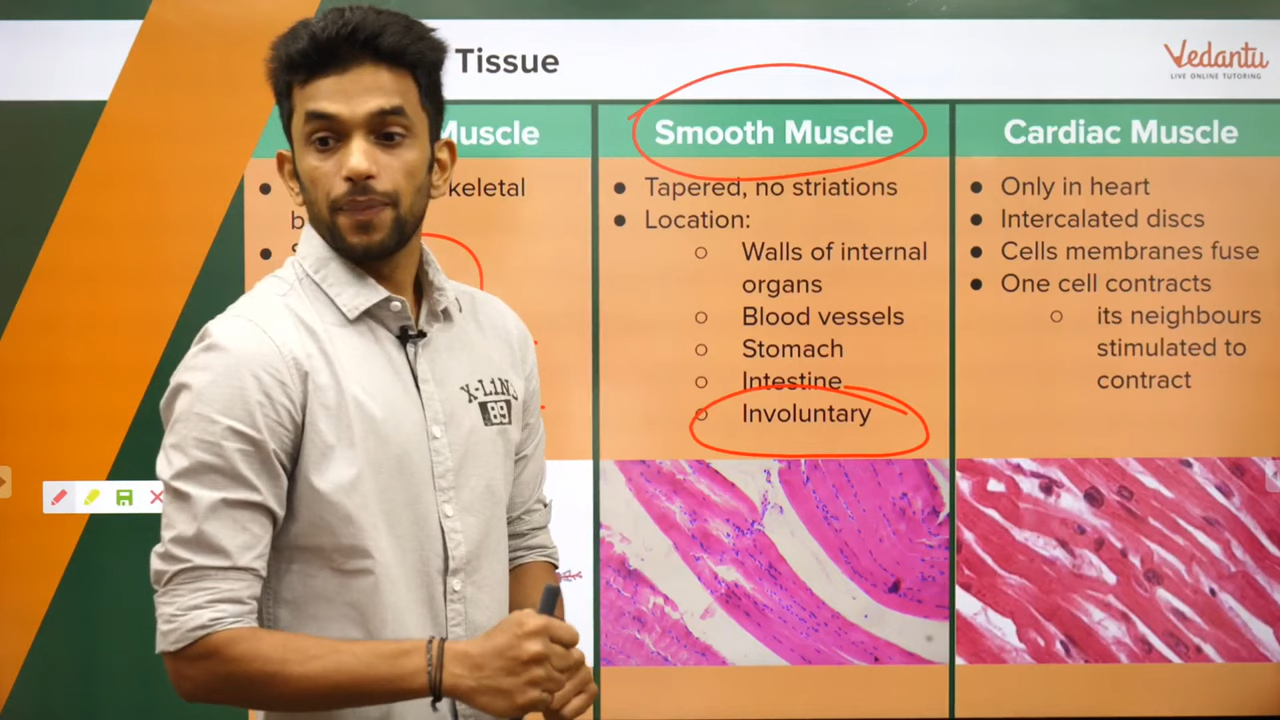 Tissue
Vedantu
LIVE ONLINE TUTORING
Muscle
Smooth Muscle
Cardiac Muscle
keletal
b
Tapered, no striations
Location:
Walls of internal
organs
Blood vessels
Stomach
Intestine
Involuntary
Only in heart
Intercalated discs
Cells membranes fuse
One cell contracts
its neighbours
stimulated to
contract
X-LINE
89